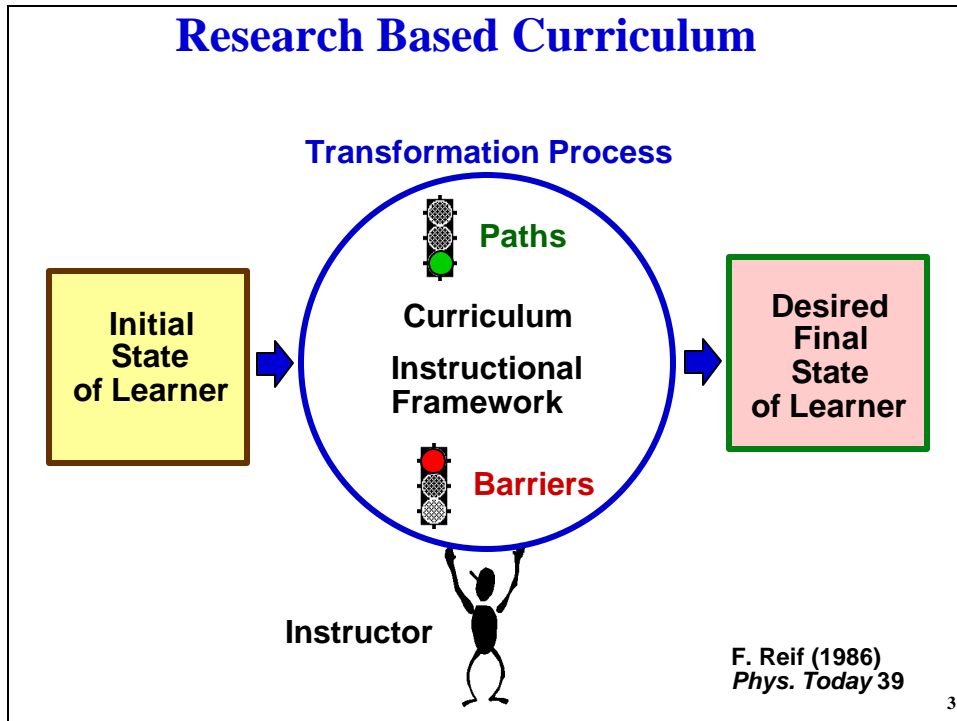 Research Based Curriculum
Transformation Process
Paths
Initial
State
of Learner
Curriculum
Instructional
Framework
Barriers
Desired
Final
State
of Learner
Instructor
F. Reif (1986)
Phys. Today 39
3